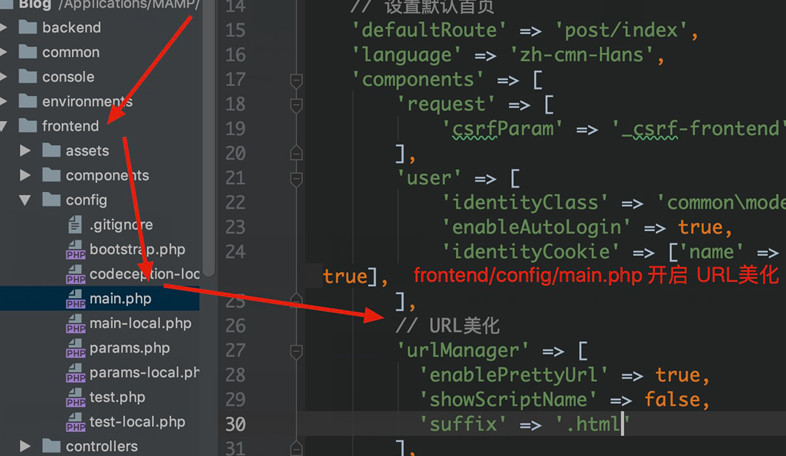 Blog /Applications/MAMP/
backend
common
console
environments
frontend
assets
components
config
.gitignore
bootstrap.php
codeception-loc
main.php
main-local.php
params.php
params-local.ph
test.php
test-local.php
controllers
14 // 设置默认首页
15 'defaultRoute' => 'post/index',
16 'language' => 'zh-cmn-Hans',
17 'components' => [
18 'request' => [
19 'csrfParam' => '_csrf-frontend'
20 ],
21 'user' => [
22 'identityClass' => 'common\mode
23 'enableAutoLogin' => true,
24 'identityCookie' => ['name' =>
true], frontend/config/main.php 开启 URL美化
25 ],
26 // URL美化
27 'urlManager' => [
28 'enablePrettyUrl' => true,
29 'showScriptName' => false,
30 'suffix' => '.html'
31 ],